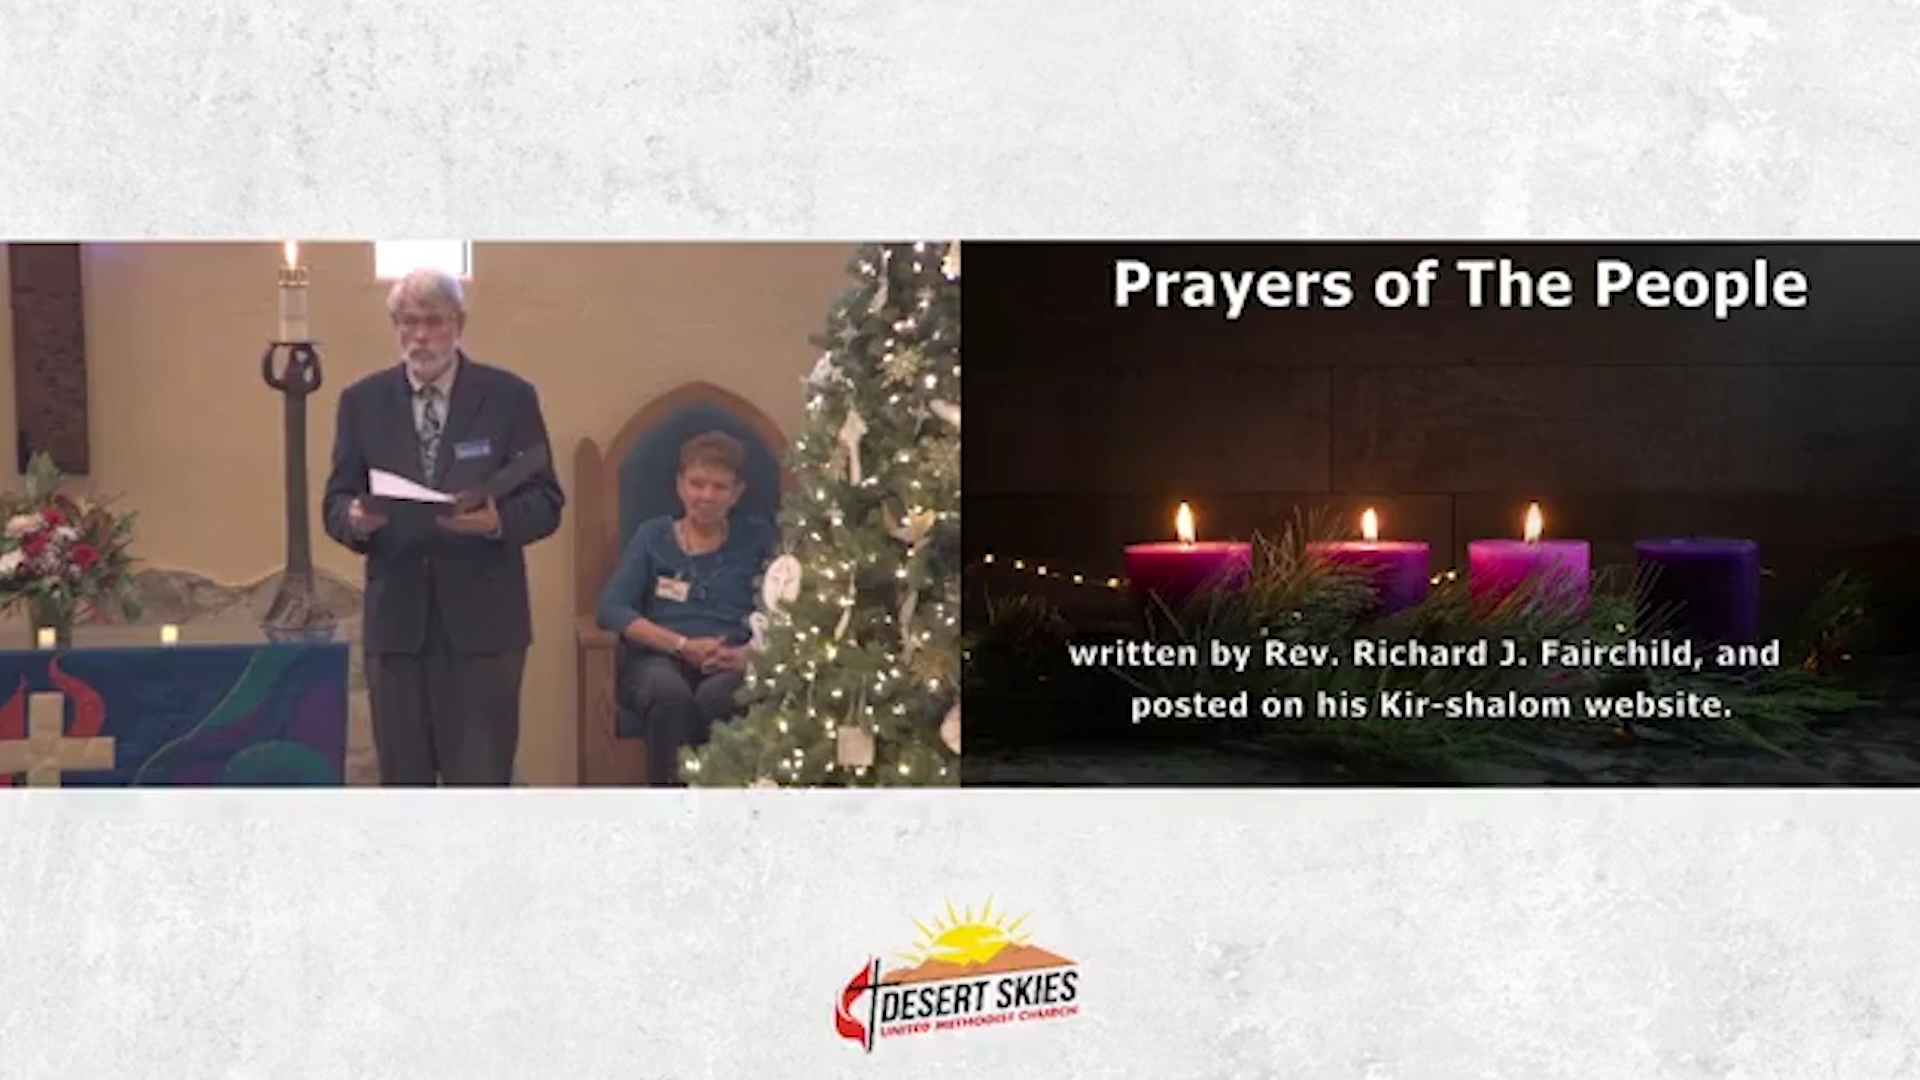 Prayers of The People
written by Rev. Richard J. Fairchild, and
posted on his Kir-shalom website.
DESERT SKIES
UNITED METHODIST CHURCH